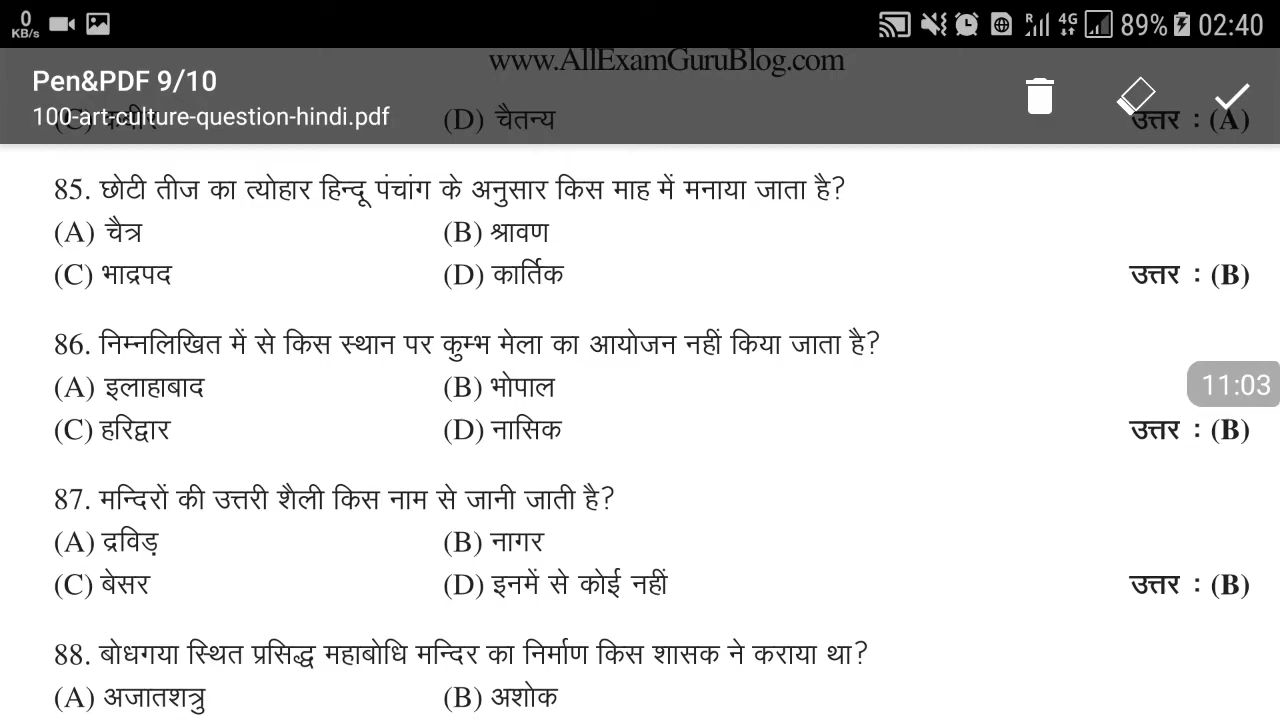 0
KB/s
R 4G 89% 02:40
www.AllExamGuruBlog.com
Pen&PDF 9/10
100-art-culture-question-hindi.pdf
(C) कबीर (D) चैतन्य उत्तर : (A)
85. छोटी तीज का त्योहार हिन्दू पंचांग के अनुसार किस माह में मनाया जाता है?
(A) चैत्र (B) श्रावण
(C) भाद्रपद (D) कार्तिक उत्तर : (B)
86. निम्नलिखित में से किस स्थान पर कुम्भ मेला का आयोजन नहीं किया जाता है?
(A) इलाहाबाद (B) भोपाल
11:03
(C) हरिद्वार (D) नासिक उत्तर : (B)
87. मन्दिरों की उत्तरी शैली किस नाम से जानी जाती है?
(A) द्रविड़ (B) नागर
(C) बेसर (D) इनमें से कोई नहीं उत्तर : (B)
88. बोधगया स्थित प्रसिद्ध महाबोधि मन्दिर का निर्माण किस शासक ने कराया था?
(A) अजातशत्रु (B) अशोक